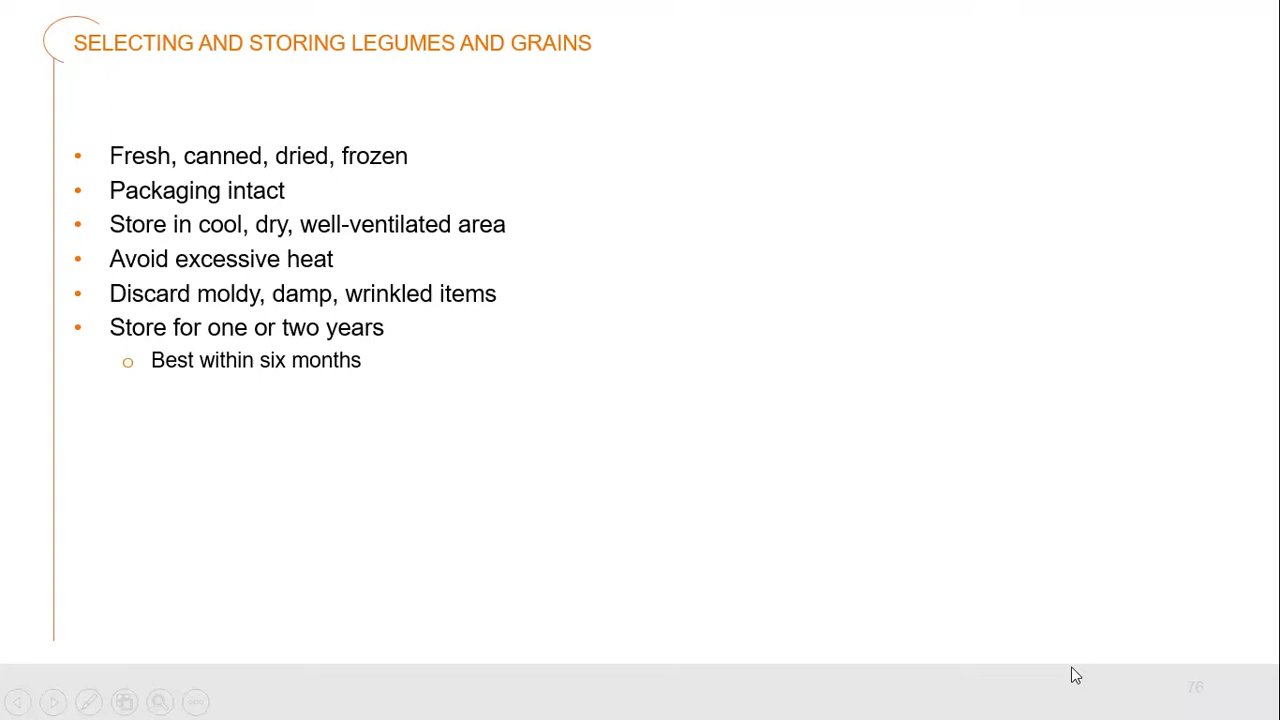 SELECTING AND STORING LEGUMES AND GRAINS
• Fresh, canned, dried, frozen
• Packaging intact
• Store in cool, dry, well-ventilated area
• Avoid excessive heat
• Discard moldy, damp, wrinkled items
• Store for one or two years
o Best within six months
76